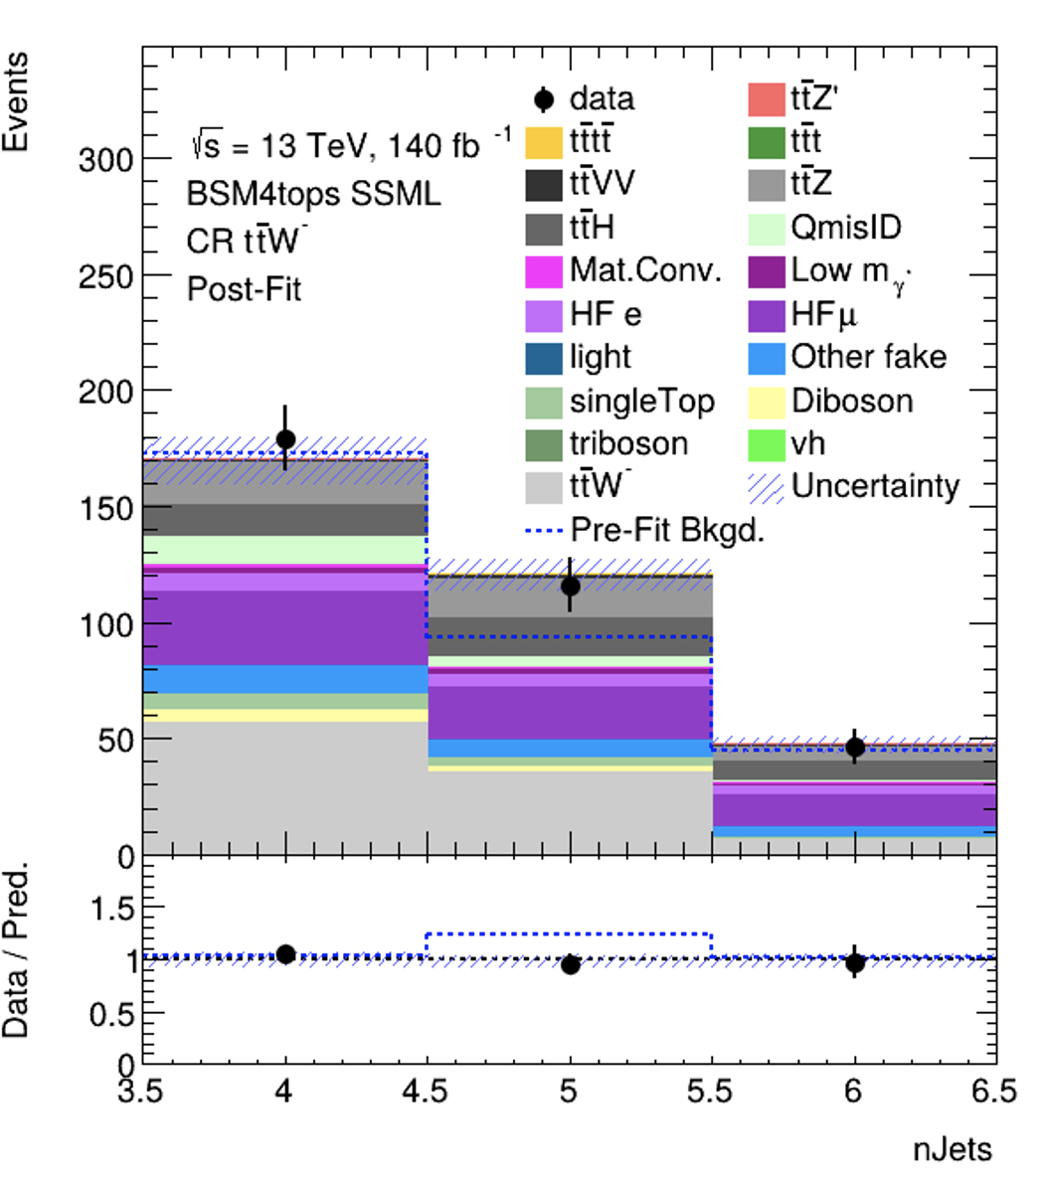 Events
300
250
200
150
100
50
0
√s = 13 TeV, 140 fb⁻¹
BSM4tops SSML
CR tt̄W⁻
Post-Fit
data
tt̄Z'
tt̄tt̄
tt̄t
tt̄VV
tt̄Z
tt̄H
QmisID
Mat.Conv.
Low m_γ*
HF e
HF μ
light
Other fake
singleTop
Diboson
triboson
vh
tt̄W⁻
Uncertainty
Pre-Fit Bkgd.
Data / Pred.
1.5
1
0.5
0
3.5 4 4.5 5 5.5 6 6.5
nJets